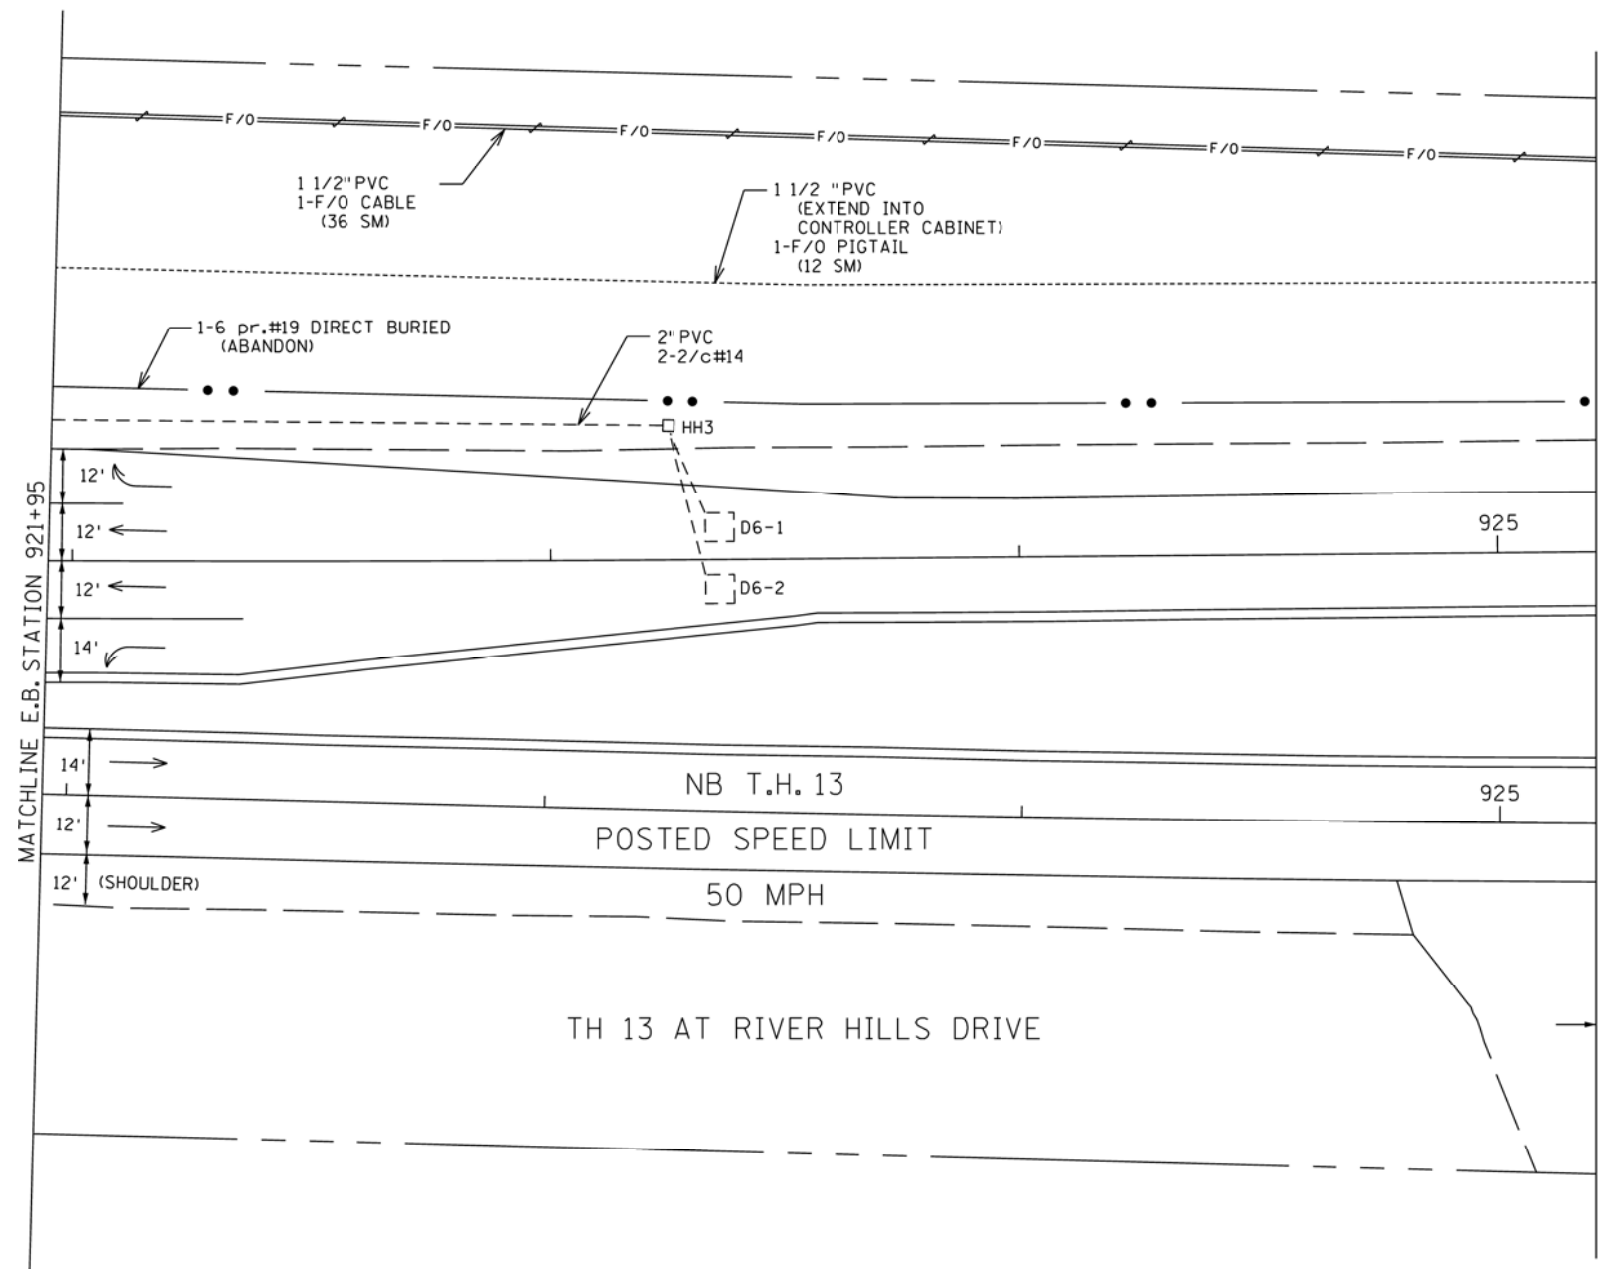 F/O
F/O
F/O
F/O
F/O
F/O
F/O
1 1/2" PVC
1-F/O CABLE
(36 SM)
1 1/2 "PVC
(EXTEND INTO
CONTROLLER CABINET)
1-F/O PIGTAIL
(12 SM)
1-6 pr.#19 DIRECT BURIED
(ABANDON)
2" PVC
2-2/c#14
HH3
12'
12'
D6-1
925
12'
D6-2
14'
MATCHLINE E.B. STATION 921+95
14'
NB T.H. 13
925
12'
POSTED SPEED LIMIT
12' (SHOULDER)
50 MPH
TH 13 AT RIVER HILLS DRIVE